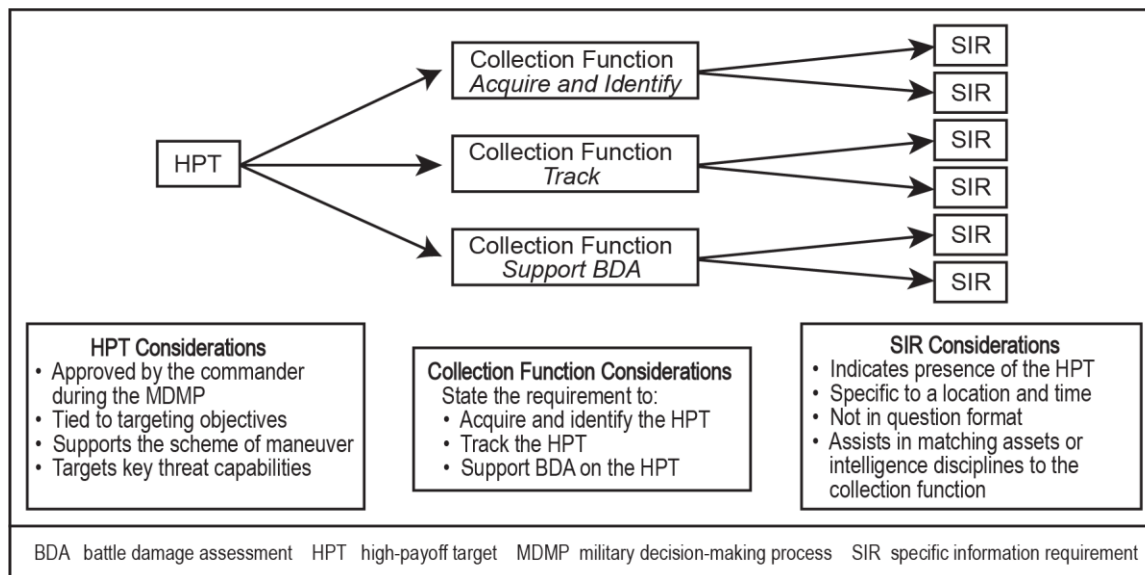 HPT
Collection Function
Acquire and Identify
Collection Function
Track
Collection Function
Support BDA
SIR
SIR
SIR
SIR
SIR
SIR
HPT Considerations
• Approved by the commander
during the MDMP
• Tied to targeting objectives
• Supports the scheme of maneuver
• Targets key threat capabilities
Collection Function Considerations
State the requirement to:
• Acquire and identify the HPT
• Track the HPT
• Support BDA on the HPT
SIR Considerations
• Indicates presence of the HPT
• Specific to a location and time
• Not in question format
• Assists in matching assets or
intelligence disciplines to the
collection function
BDA battle damage assessment HPT high-payoff target MDMP military decision-making process SIR specific information requirement